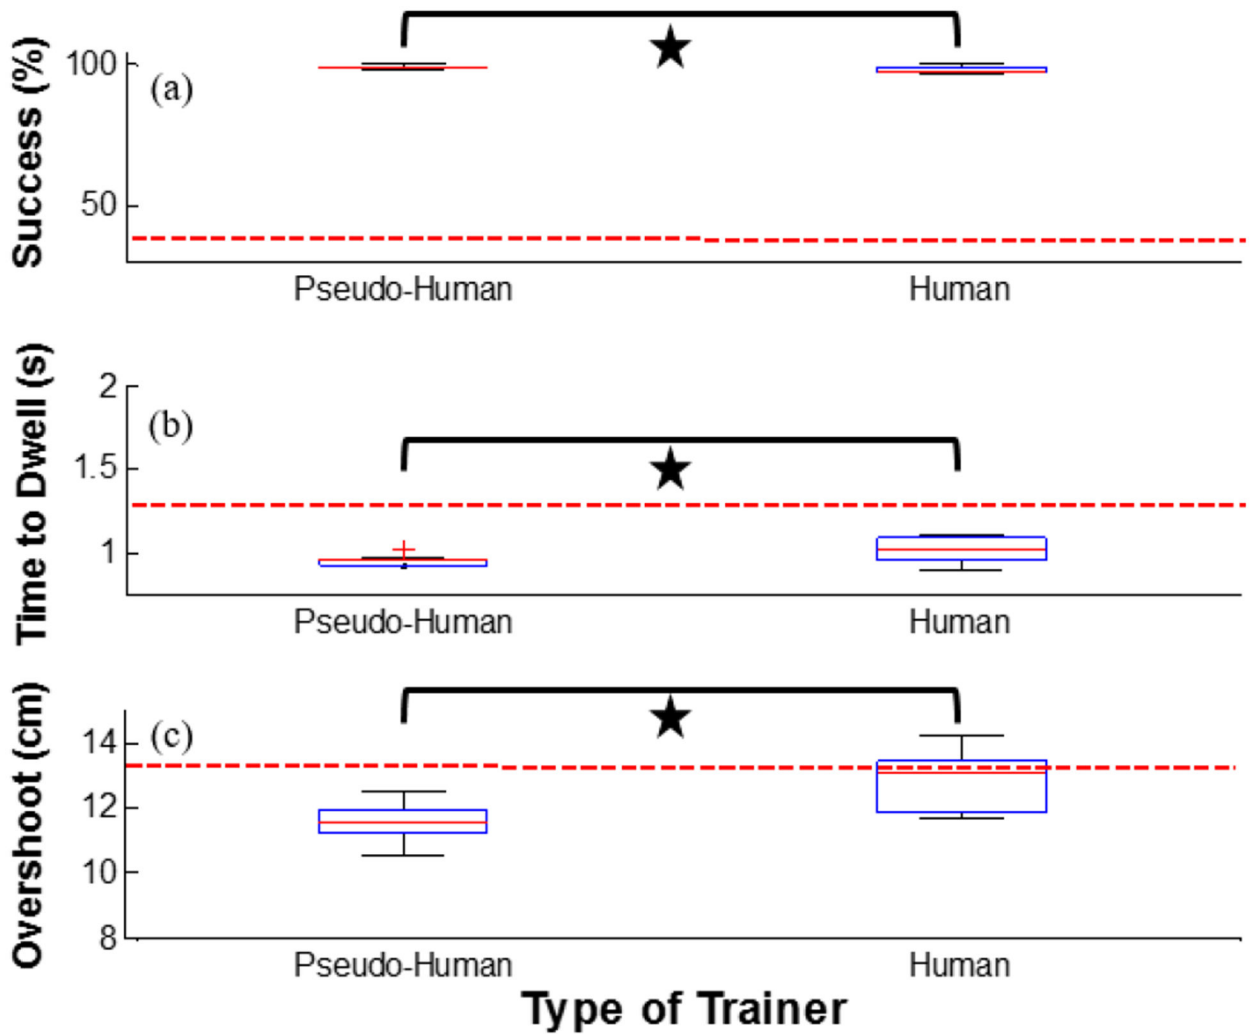 Success (%)
100
50
(a)
Pseudo-Human
Human
Time to Dwell (s)
2
1.5
1
(b)
Pseudo-Human
Human
Overshoot (cm)
14
12
10
8
(c)
Pseudo-Human
Human
Type of Trainer